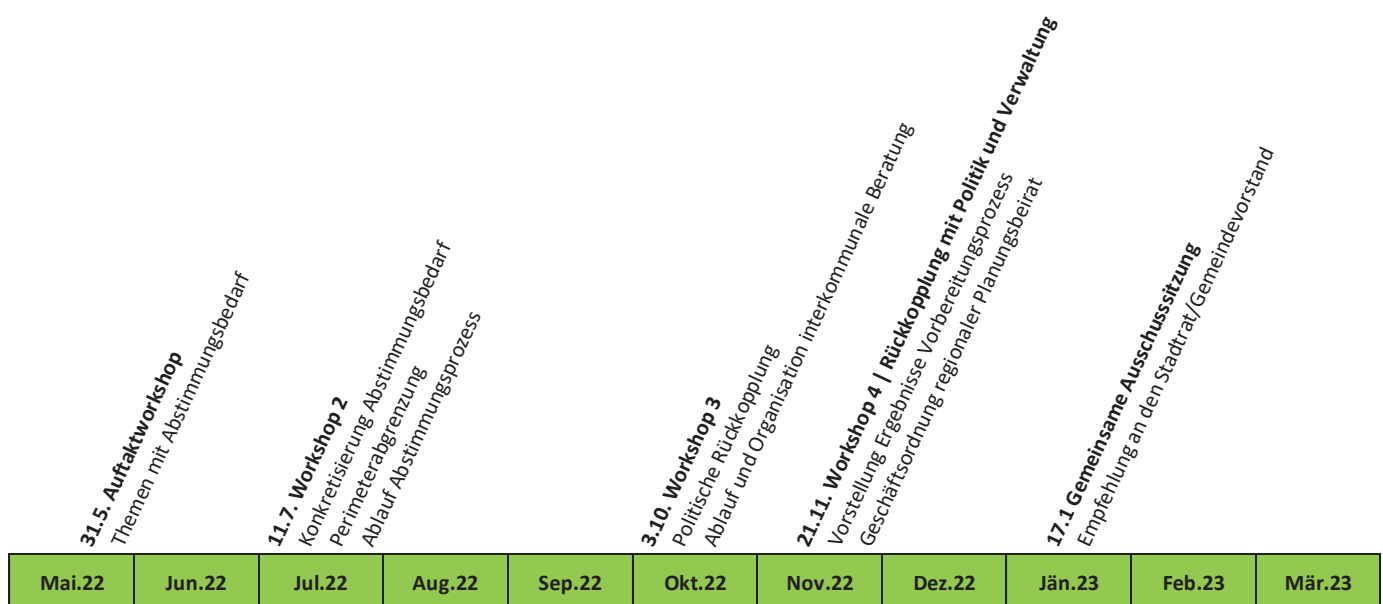 31.5. Auftaktworkshop
Themen mit Abstimmungsbedarf
11.7. Workshop 2
Konkretisierung Abstimmungsbedarf
Perimeterabgrenzung
Ablauf Abstimmungsprozess
3.10. Workshop 3
Politische Rückkopplung
Ablauf und Organisation interkommunale Beratung
21.11. Workshop 4 | Rückkopplung mit Politik und Verwaltung
Vorstellung Ergebnisse Vorbereitungsprozess
Geschäftsordnung regionaler Planungsbeirat
17.1 Gemeinsame Ausschusssitzung
Empfehlung an den Stadtrat/Gemeindevorstand
Mai.22 Jun.22 Jul.22 Aug.22 Sep.22 Okt.22 Nov.22 Dez.22 Jän.23 Feb.23 Mär.23